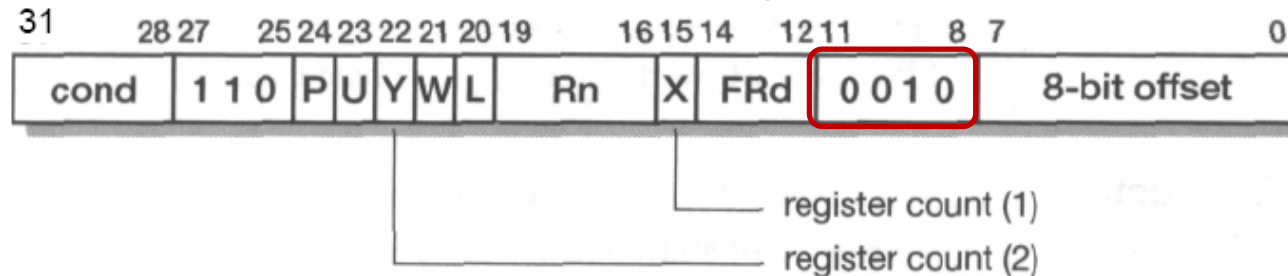 31 28 27 25 24 23 22 21 20 19 16 15 14 12 11 8 7 0
cond 1 1 0 P U Y W L Rn X FRd 0 0 1 0 8-bit offset
register count (1)
register count (2)